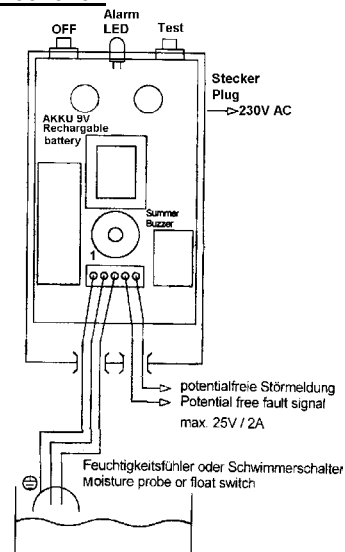 Alarm
OFF LED Test
Stecker
Plug
230V AC
AKKU 9V
Rechargable
battery
Summer
Buzzer
1
potentialfreie Störmeldung
Potential free fault signal
max. 25V / 2A
Feuchtigkeitsfühler oder Schwimmerschalter
Moisture probe or float switch